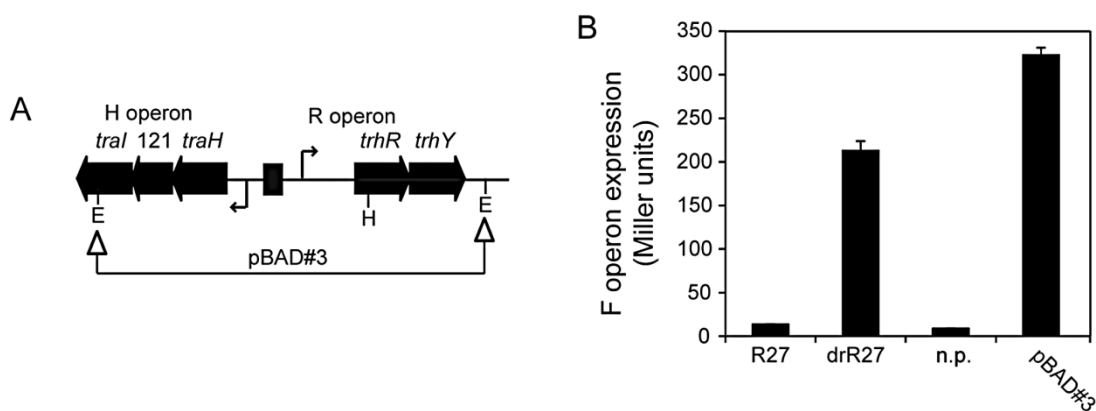 A
H operon
R operon
traI 121 traH
trhR trhY
E
H
E
pBAD#3
B
F operon expression
(Miller units)
350
300
250
200
150
100
50
0
R27
drR27
n.p.
pBAD#3